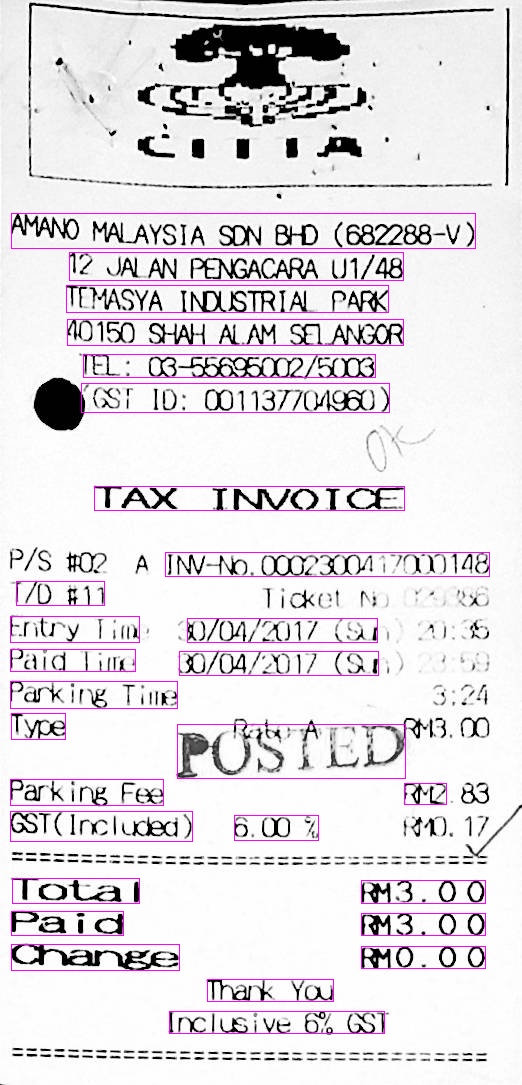 CITTA
AMANO MALAYSIA SDN BHD (682288-V)
12 JALAN PENGACARA U1/48
TEMASYA INDUSTRIAL PARK
40150 SHAH ALAM SELANGOR
TEL: 03-55695002/5003
(GST ID: 001137704960)
OK
TAX INVOICE
P/S #02 A INV-No.0002300417000148
T/D #11 Ticket No.029386
Entry Time 30/04/2017 (Sun) 20:35
Paid Time 30/04/2017 (Sun) 23:59
Parking Time 3:24
Type Rate A RM3.00
POSTED
Parking Fee RM2.83
GST(Included) 6.00 % RM0.17
Total RM3.00
Paid RM3.00
Change RM0.00
Thank You
Inclusive 6% GST